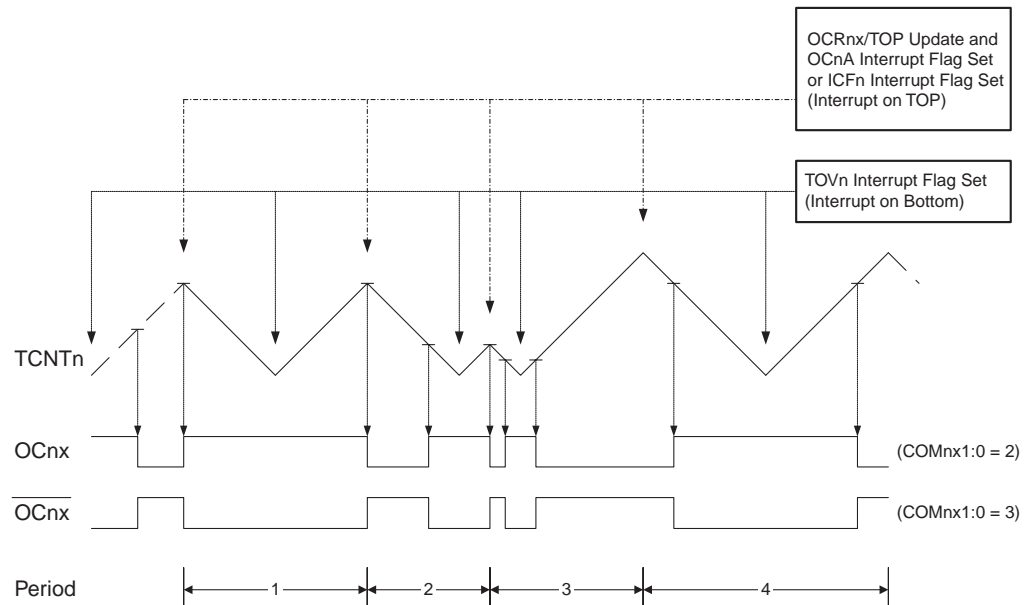 OCRnx/TOP Update and
OCnA Interrupt Flag Set
or ICFn Interrupt Flag Set
(Interrupt on TOP)
TOVn Interrupt Flag Set
(Interrupt on Bottom)
TCNTn
OCnx
(COMnx1:0 = 2)
OCnx
(COMnx1:0 = 3)
Period
1
2
3
4